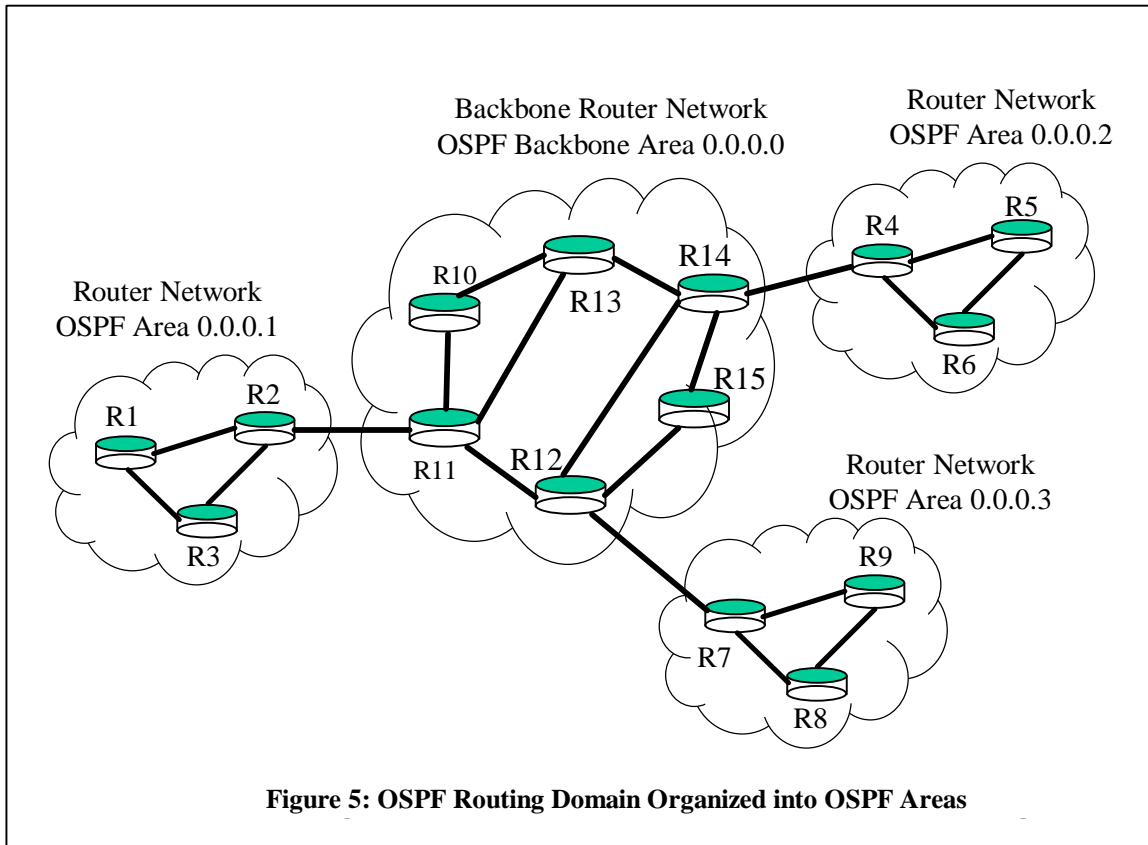 Backbone Router Network
OSPF Backbone Area 0.0.0.0
Router Network
OSPF Area 0.0.0.2
R5
R4
R14
R10
R13
Router Network
OSPF Area 0.0.0.1
R6
R15
R2
R1
R12
R11
Router Network
OSPF Area 0.0.0.3
R3
R9
R7
R8
Figure 5: OSPF Routing Domain Organized into OSPF Areas